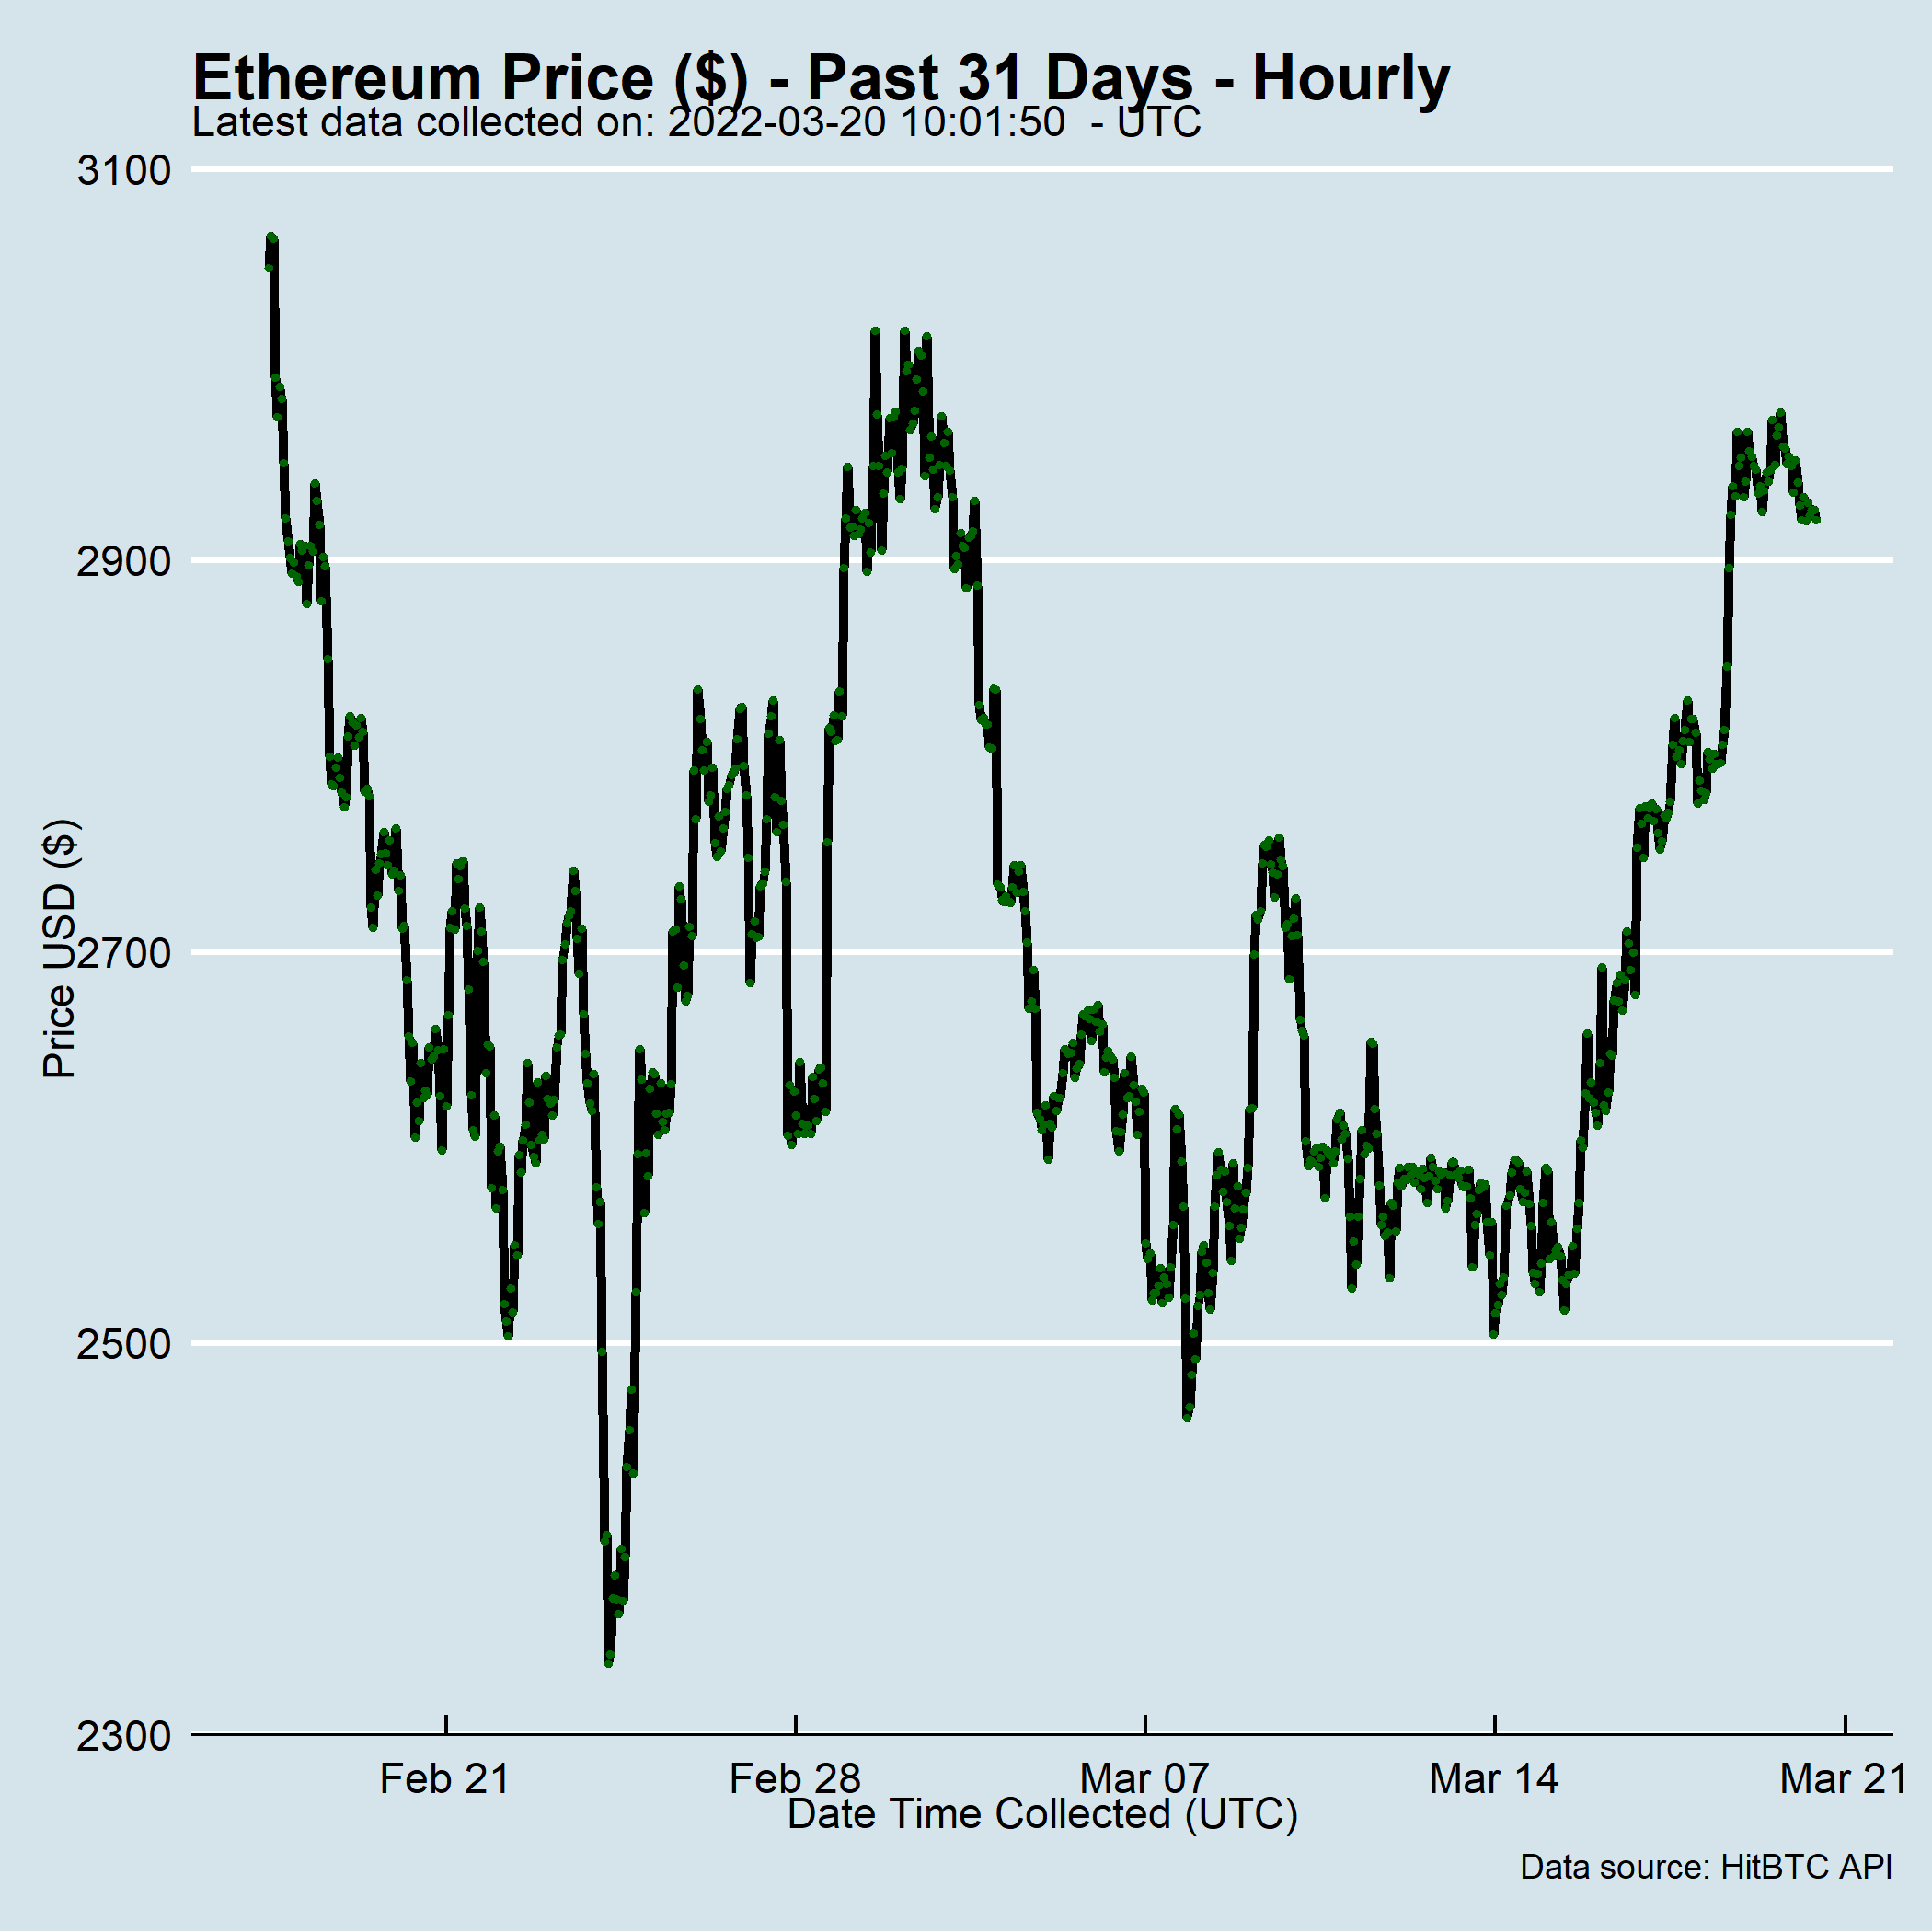 Ethereum Price ($) - Past 31 Days - Hourly
Latest data collected on: 2022-03-20 10:01:50  - UTC
3100
2900
2700
2500
2300
Price USD ($)
Feb 21
Feb 28
Mar 07
Mar 14
Mar 21
Date Time Collected (UTC)
Data source: HitBTC API